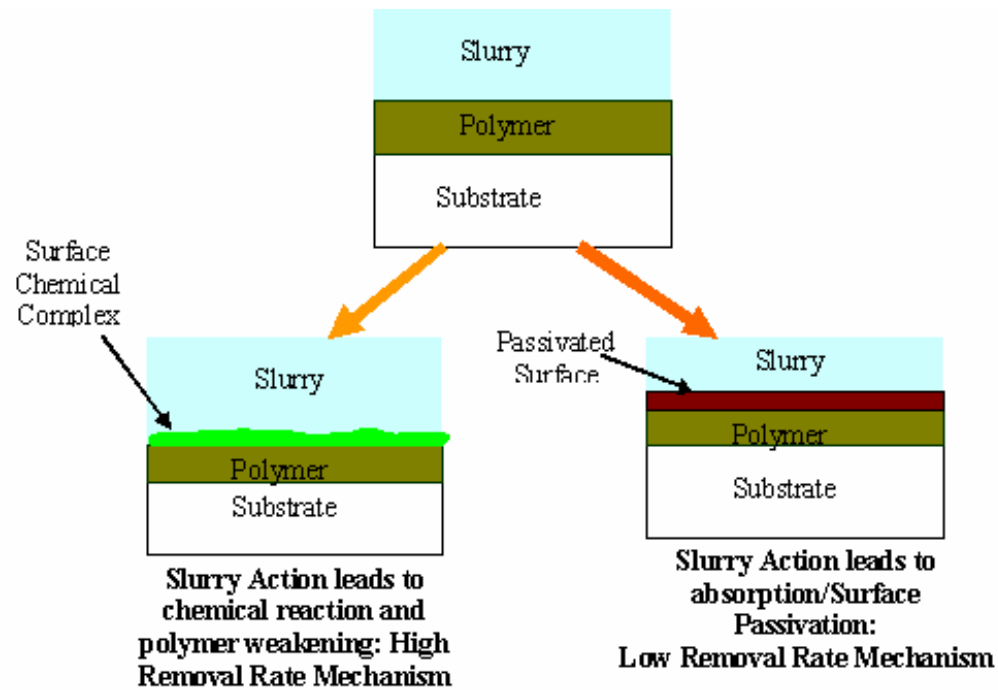 Slurry
Polymer
Substrate
Surface
Chemical
Complex
Slurry
Polymer
Substrate
Slurry Action leads to
chemical reaction and
polymer weakening: High
Removal Rate Mechanism
Passivated
Surface
Slurry
Polymer
Substrate
Slurry Action leads to
absorption/Surface
Passivation:
Low Removal Rate Mechanism